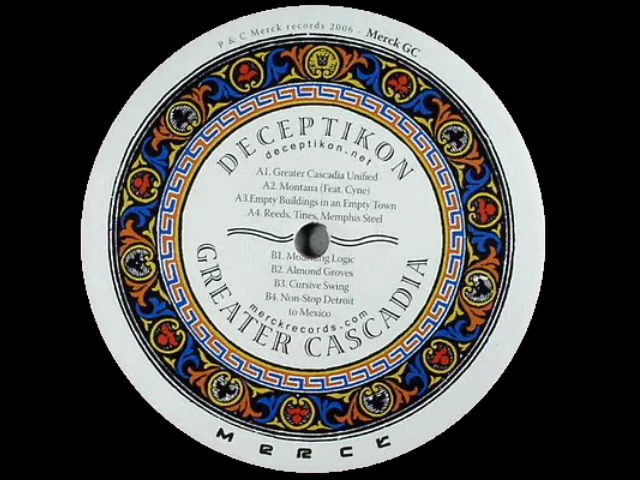 P & C Merck records 2006 - Merck GC
DECEPTIKON
deceptikon.net
A1. Greater Cascadia Unified
A2. Montana (Feat. Cyne)
A3.Empty Buildings in an Empty Town
A4. Reeds, Tines, Memphis Steel
B1. Mourning Logic
B2. Almond Groves
B3. Cursive Swing
B4. Non-Stop Detroit
to Mexico
merckrecords.com
GREATER CASCADIA
MERCK